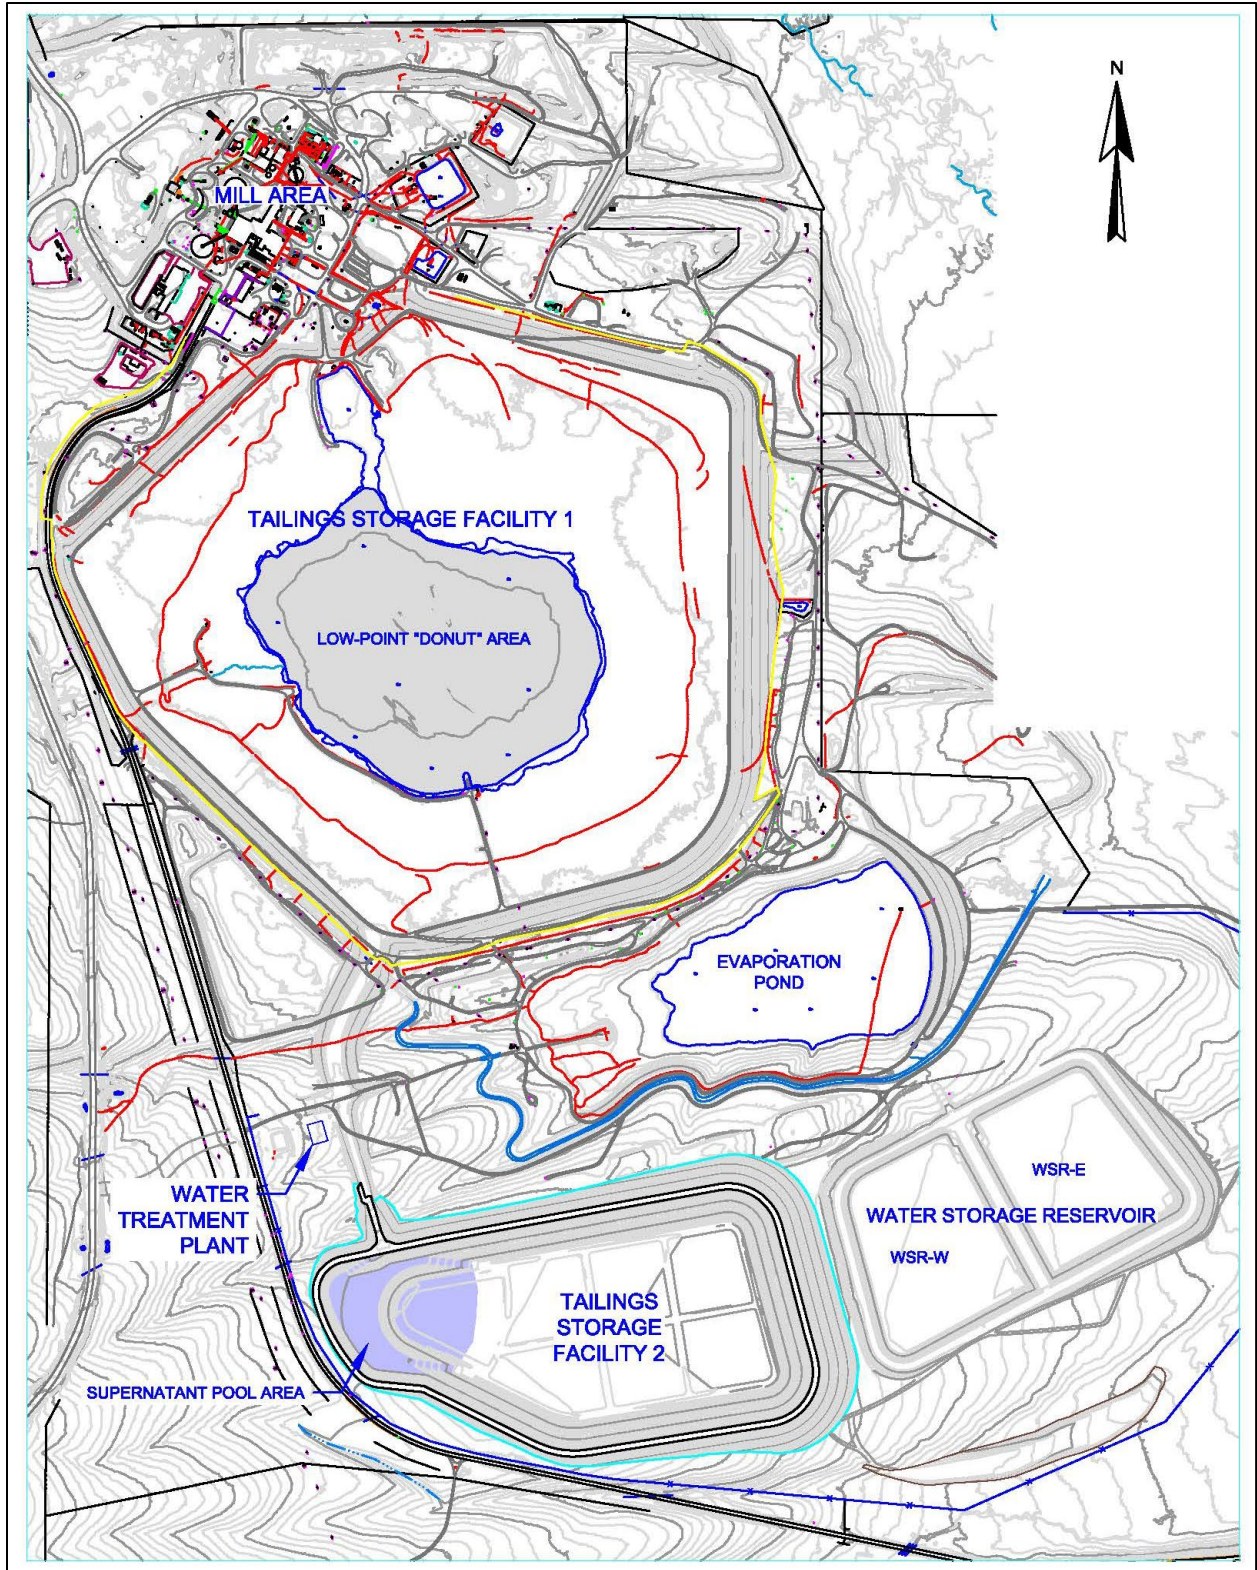 N
MILL AREA
TAILINGS STORAGE FACILITY 1
LOW-POINT "DONUT" AREA
EVAPORATION
POND
WSR-E
WATER
TREATMENT
PLANT
WATER STORAGE RESERVOIR
WSR-W
TAILINGS
STORAGE
FACILITY 2
SUPERNATANT POOL AREA